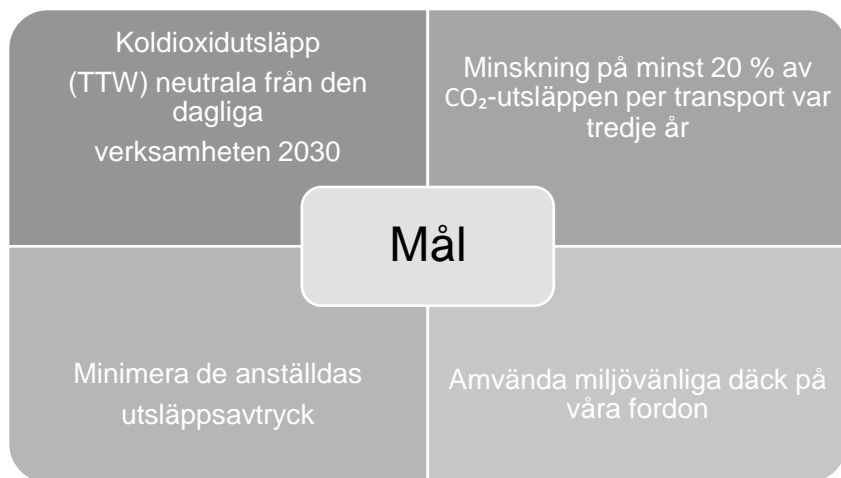 Koldioxidutsläpp
(TTW) neutrala från den
dagliga
verksamheten 2030
Minskning på minst 20 % av
CO₂-utsläppen per transport var
tredje år
Mål
Minimera de anställdas
utsläppsavtryck
Amvända miljövänliga däck på
våra fordon